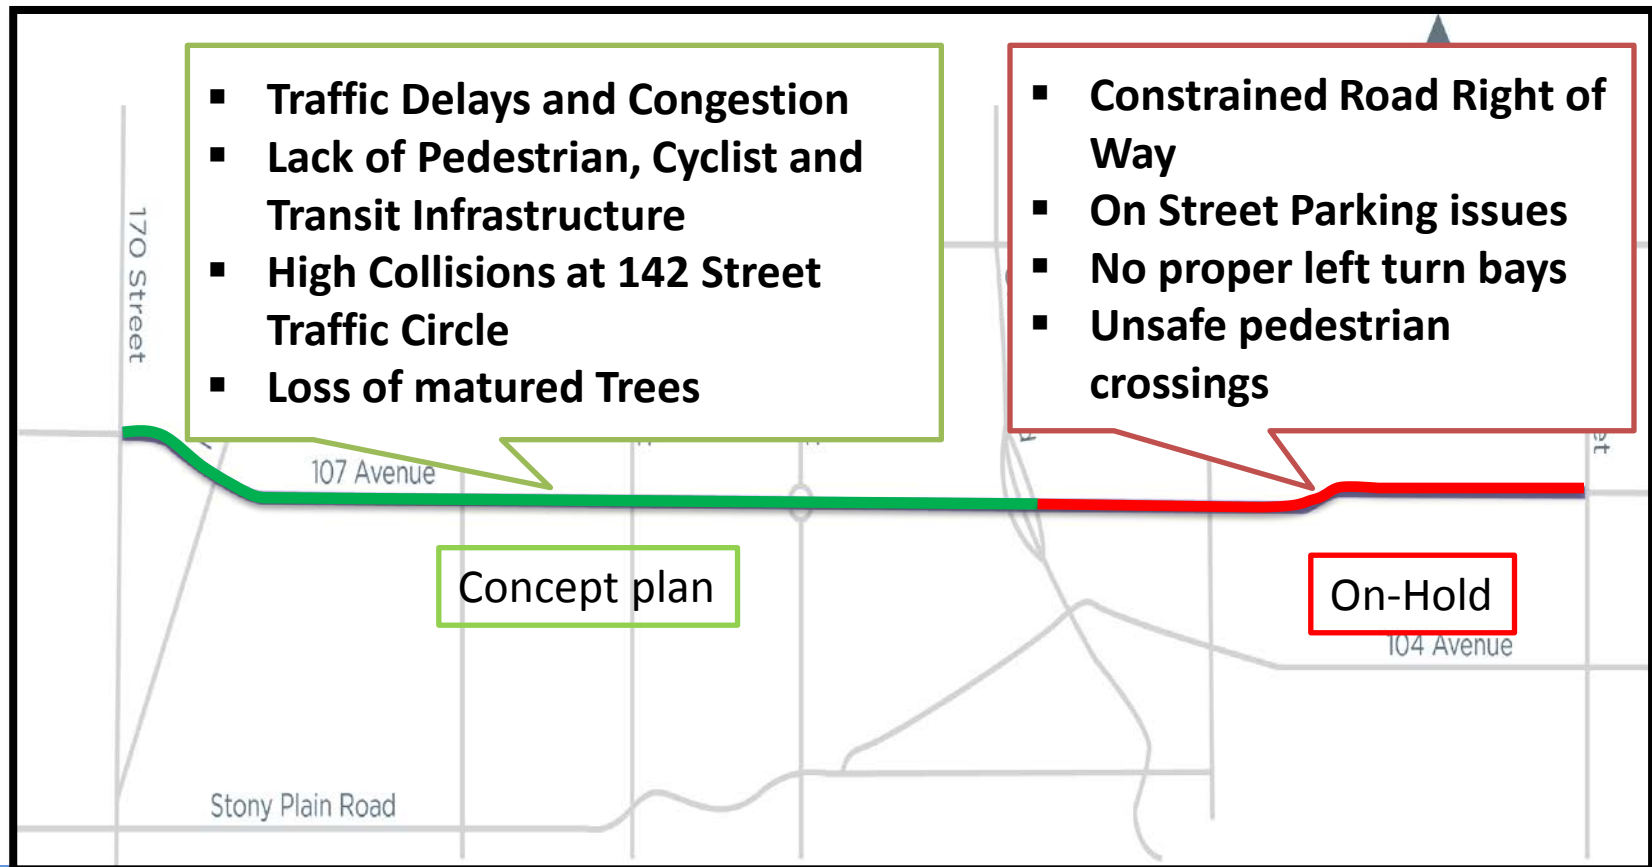 ▪ Traffic Delays and Congestion
▪ Lack of Pedestrian, Cyclist and
Transit Infrastructure
▪ High Collisions at 142 Street
Traffic Circle
▪ Loss of matured Trees
▪ Constrained Road Right of
Way
▪ On Street Parking issues
▪ No proper left turn bays
▪ Unsafe pedestrian
crossings
170 Street
107 Avenue
Concept plan
On-Hold
104 Avenue
Stony Plain Road